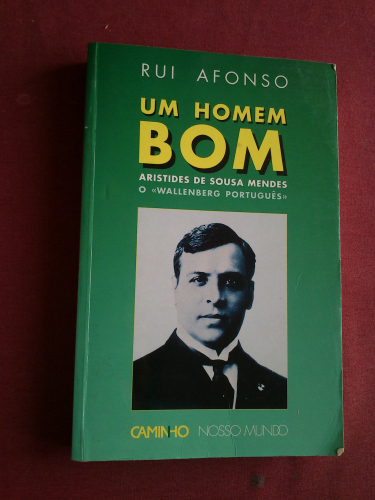 RUI AFONSO
UM HOMEM
BOM
ARISTIDES DE SOUSA MENDES
O «WALLENBERG PORTUGUÊS»
CAMINHO NOSSO MUNDO